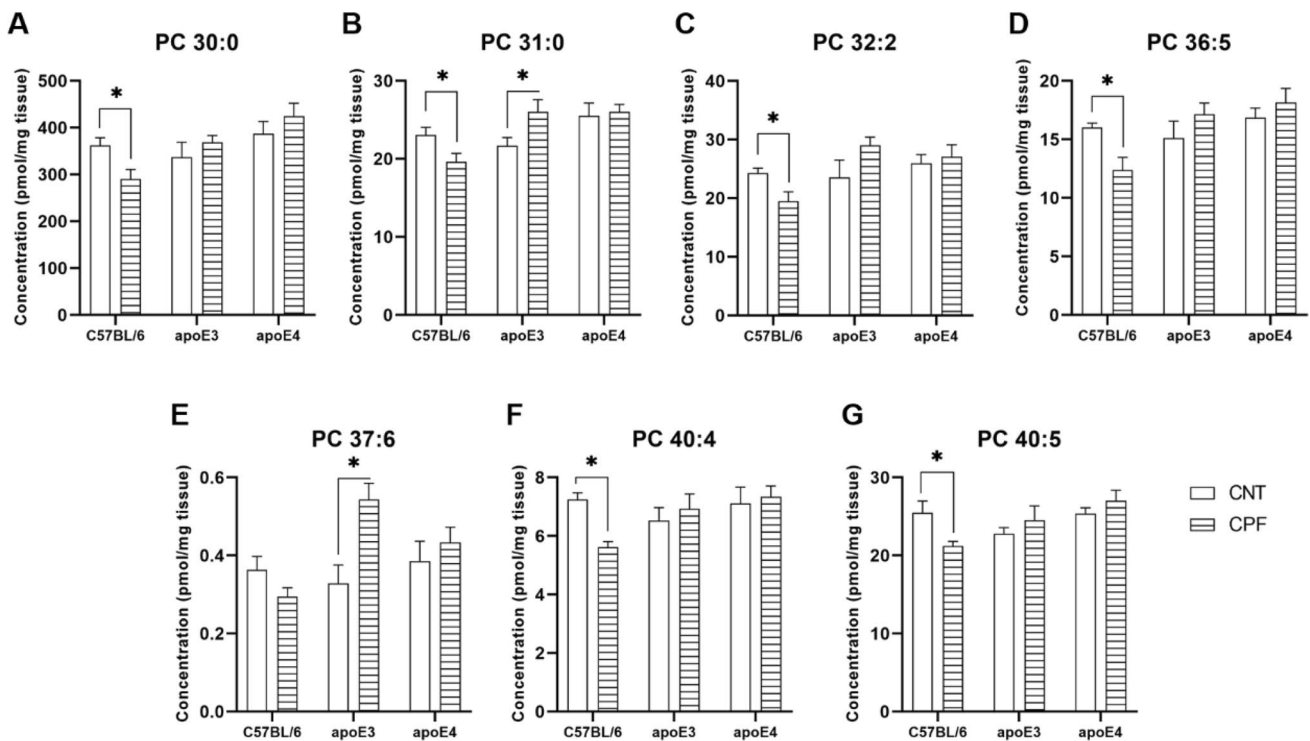 A
PC 30:0
Concentration (pmol/mg tissue)
500
400
300
200
100
0
*
C57BL/6 apoE3 apoE4
B
PC 31:0
Concentration (pmol/mg tissue)
30
20
10
0
* *
C57BL/6 apoE3 apoE4
C
PC 32:2
Concentration (pmol/mg tissue)
40
30
20
10
0
*
C57BL/6 apoE3 apoE4
D
PC 36:5
Concentration (pmol/mg tissue)
20
15
10
5
0
*
C57BL/6 apoE3 apoE4
E
PC 37:6
Concentration (pmol/mg tissue)
0.6
0.4
0.2
0.0
*
C57BL/6 apoE3 apoE4
F
PC 40:4
Concentration (pmol/mg tissue)
8
6
4
2
0
*
C57BL/6 apoE3 apoE4
G
PC 40:5
Concentration (pmol/mg tissue)
30
20
10
0
*
C57BL/6 apoE3 apoE4
CNT
CPF